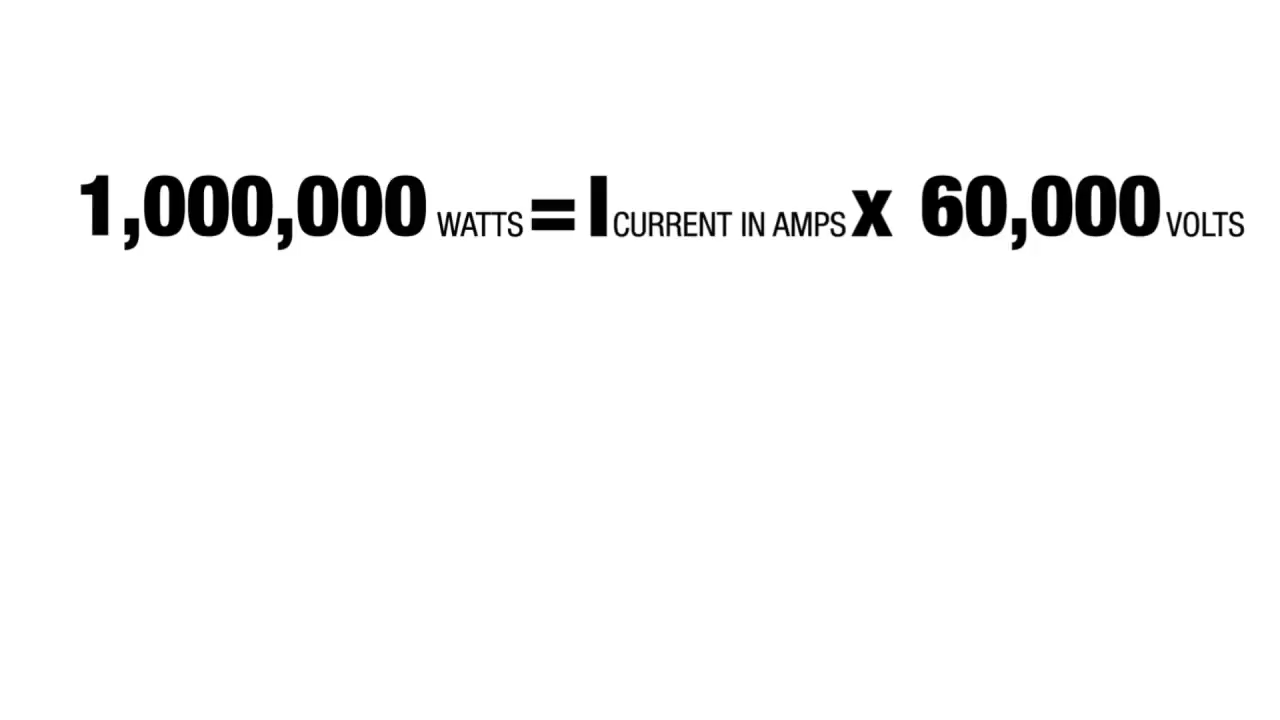 1,000,000 WATTS = I CURRENT IN AMPS x 60,000 VOLTS